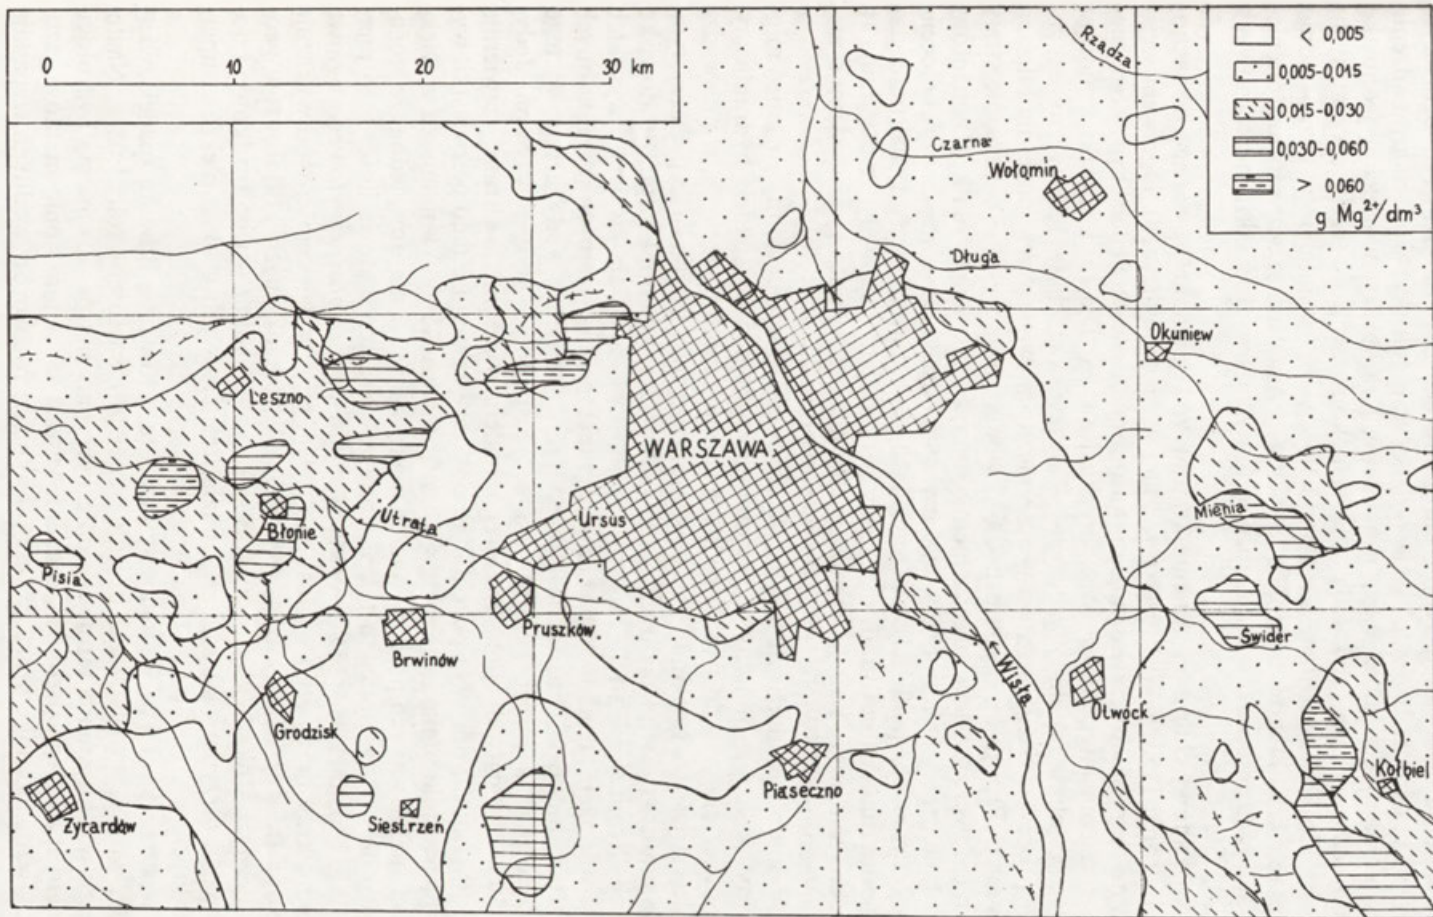 0 10 20 30 km
< 0,005
0,005-0,015
0,015-0,030
0,030-0,060
> 0,060
g Mg²⁺/dm³
Rządza
Czarna
Wołomin
Długa
Okuniew
Leszno
WARSZAWA
Ursus
Utrata
Błonie
Mienia
Pisia
Pruszków
Brwinów
Świder
Wisła
Otwock
Grodzisk
Piaseczno
Kołbiel
Siestrzeń
Żyrardów